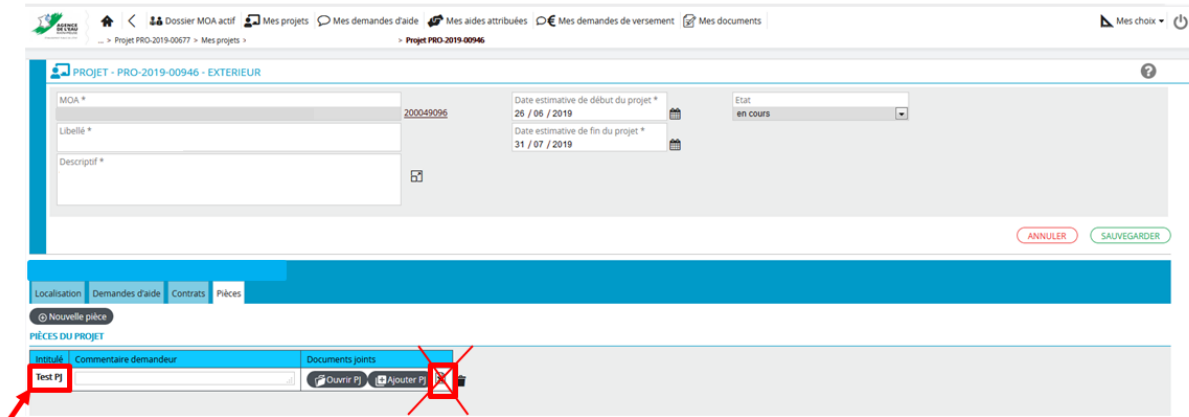 AGENCE DE L'EAU
Dossier MOA actif Mes projets Mes demandes d'aide Mes aides attribuées € Mes demandes de versement Mes documents Mes choix
... > Projet PRO-2019-00677 > Mes projets > > Projet PRO-2019-00946
PROJET - PRO-2019-00946 - EXTERIEUR
MOA * Date estimative de début du projet * Etat
200049096 26 / 06 / 2019 en cours
Libellé * Date estimative de fin du projet *
31 / 07 / 2019
Descriptif *
ANNULER SAUVEGARDER
Localisation Demandes d'aide Contrats Pièces
Nouvelle pièce
PIÈCES DU PROJET
Intitulé Commentaire demandeur Documents joints
Test PJ Ouvrir PJ Ajouter PJ